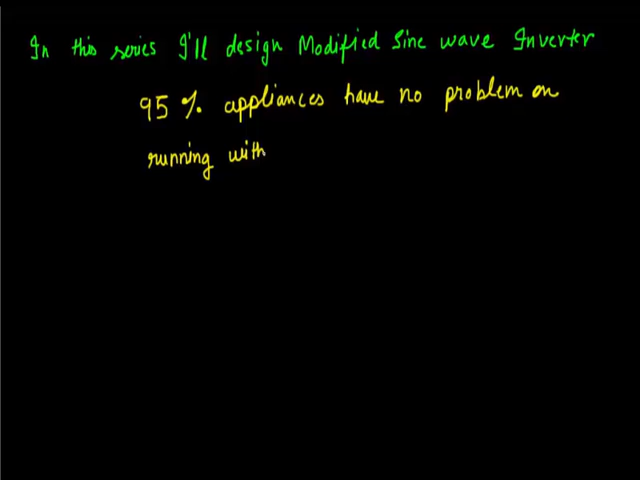 In this series I'll design Modified Sine wave Inverter
95 % appliances have no problem on
running with